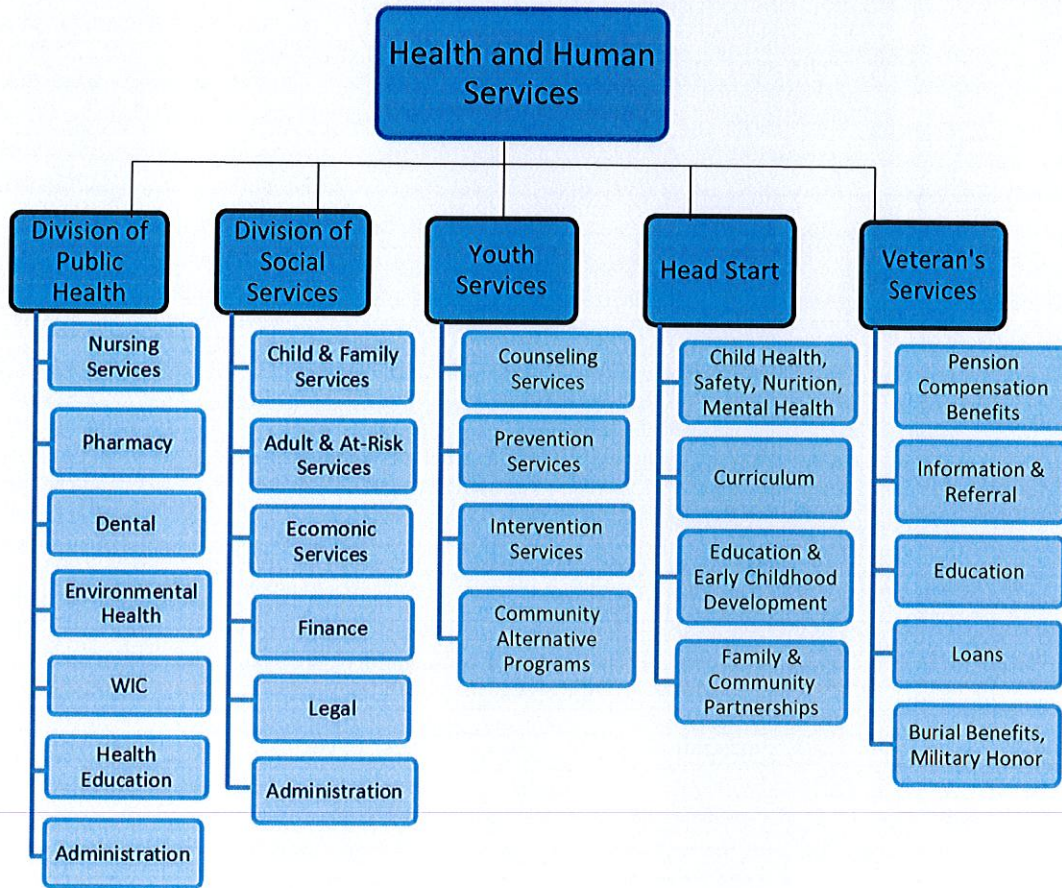 Health and Human
Services
Division of
Public
Health
Nursing
Services
Pharmacy
Dental
Environmental
Health
WIC
Health
Education
Administration
Division of
Social
Services
Child & Family
Services
Adult & At-Risk
Services
Ecomonic
Services
Finance
Legal
Administration
Youth
Services
Counseling
Services
Prevention
Services
Intervention
Services
Community
Alternative
Programs
Head Start
Child Health,
Safety, Nurition,
Mental Health
Curriculum
Education &
Early Childhood
Development
Family &
Community
Partnerships
Veteran's
Services
Pension
Compensation
Benefits
Information &
Referral
Education
Loans
Burial Benefits,
Military Honor